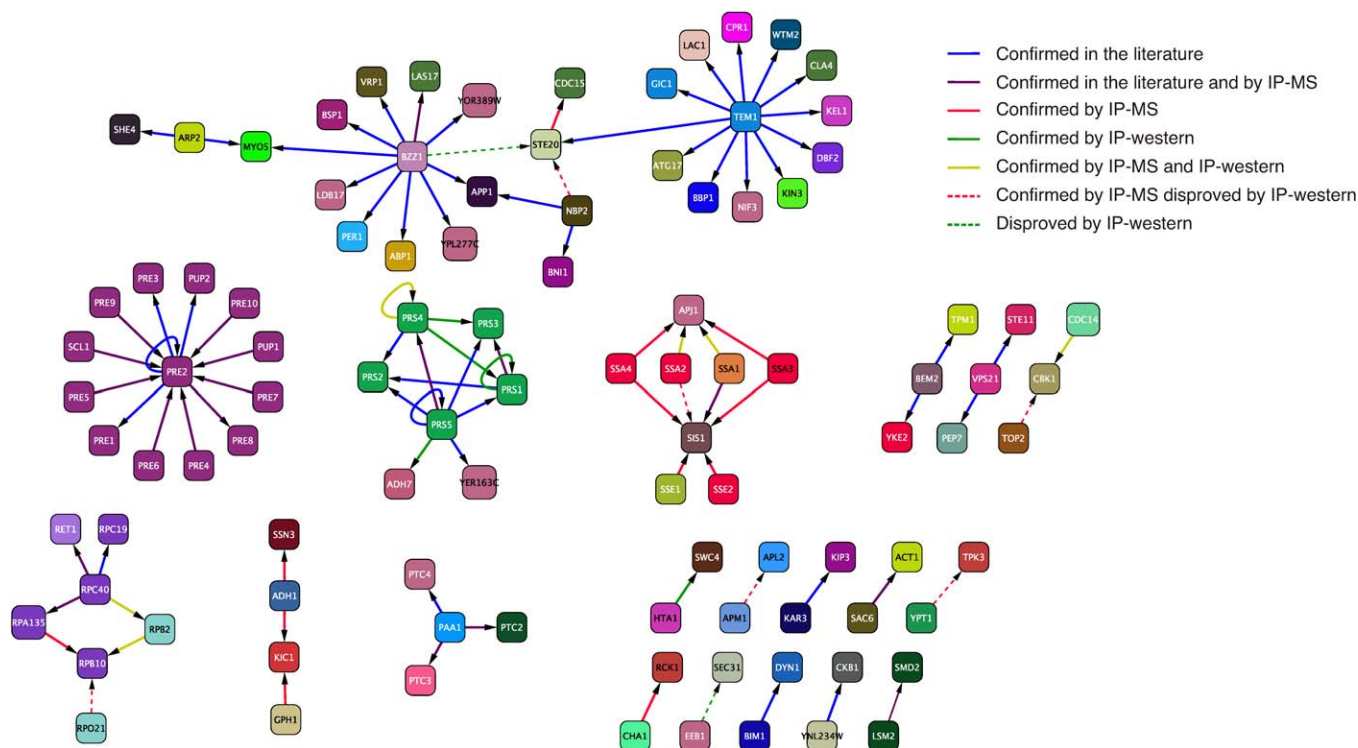 CPR1
WTM2
LAC1
LAS17
VRP1
CDC15
CLA4
GIC1
YOR389W
BSP1
KEL1
TEM1
SHE4
ARP2
MYO5
BZZ1
STE20
DBF2
ATG17
LDB17
APP1
NBP2
BBP1
NIF3
KIN3
PER1
ABP1
YPL277C
BNI1
Confirmed in the literature
Confirmed in the literature and by IP-MS
Confirmed by IP-MS
Confirmed by IP-western
Confirmed by IP-MS and IP-western
Confirmed by IP-MS disproved by IP-western
Disproved by IP-western
PRE3
PUP2
PRE9
PRE10
SCL1
PUP1
PRE2
PRE5
PRE7
PRE1
PRE8
PRE6
PRE4
PRS4
PRS3
PRS2
PRS1
PRS5
ADH7
YER163C
APJ1
SSA4
SSA2
SSA1
SSA3
SIS1
SSE1
SSE2
TPM1
STE11
CDC14
BEM2
VPS21
CBK1
YKE2
PEP7
TOP2
RET1
RPC19
RPC40
RPA135
RPB2
RPB10
RPO21
SSN3
ADH1
KIC1
GPH1
PTC4
PAA1
PTC2
PTC3
SWC4
APL2
KIP3
ACT1
TPK3
HTA1
APM1
KAR3
SAC6
YPT1
RCK1
SEC31
DYN1
CKB1
SMD2
CHA1
EEB1
BIM1
YNL234W
LSM2